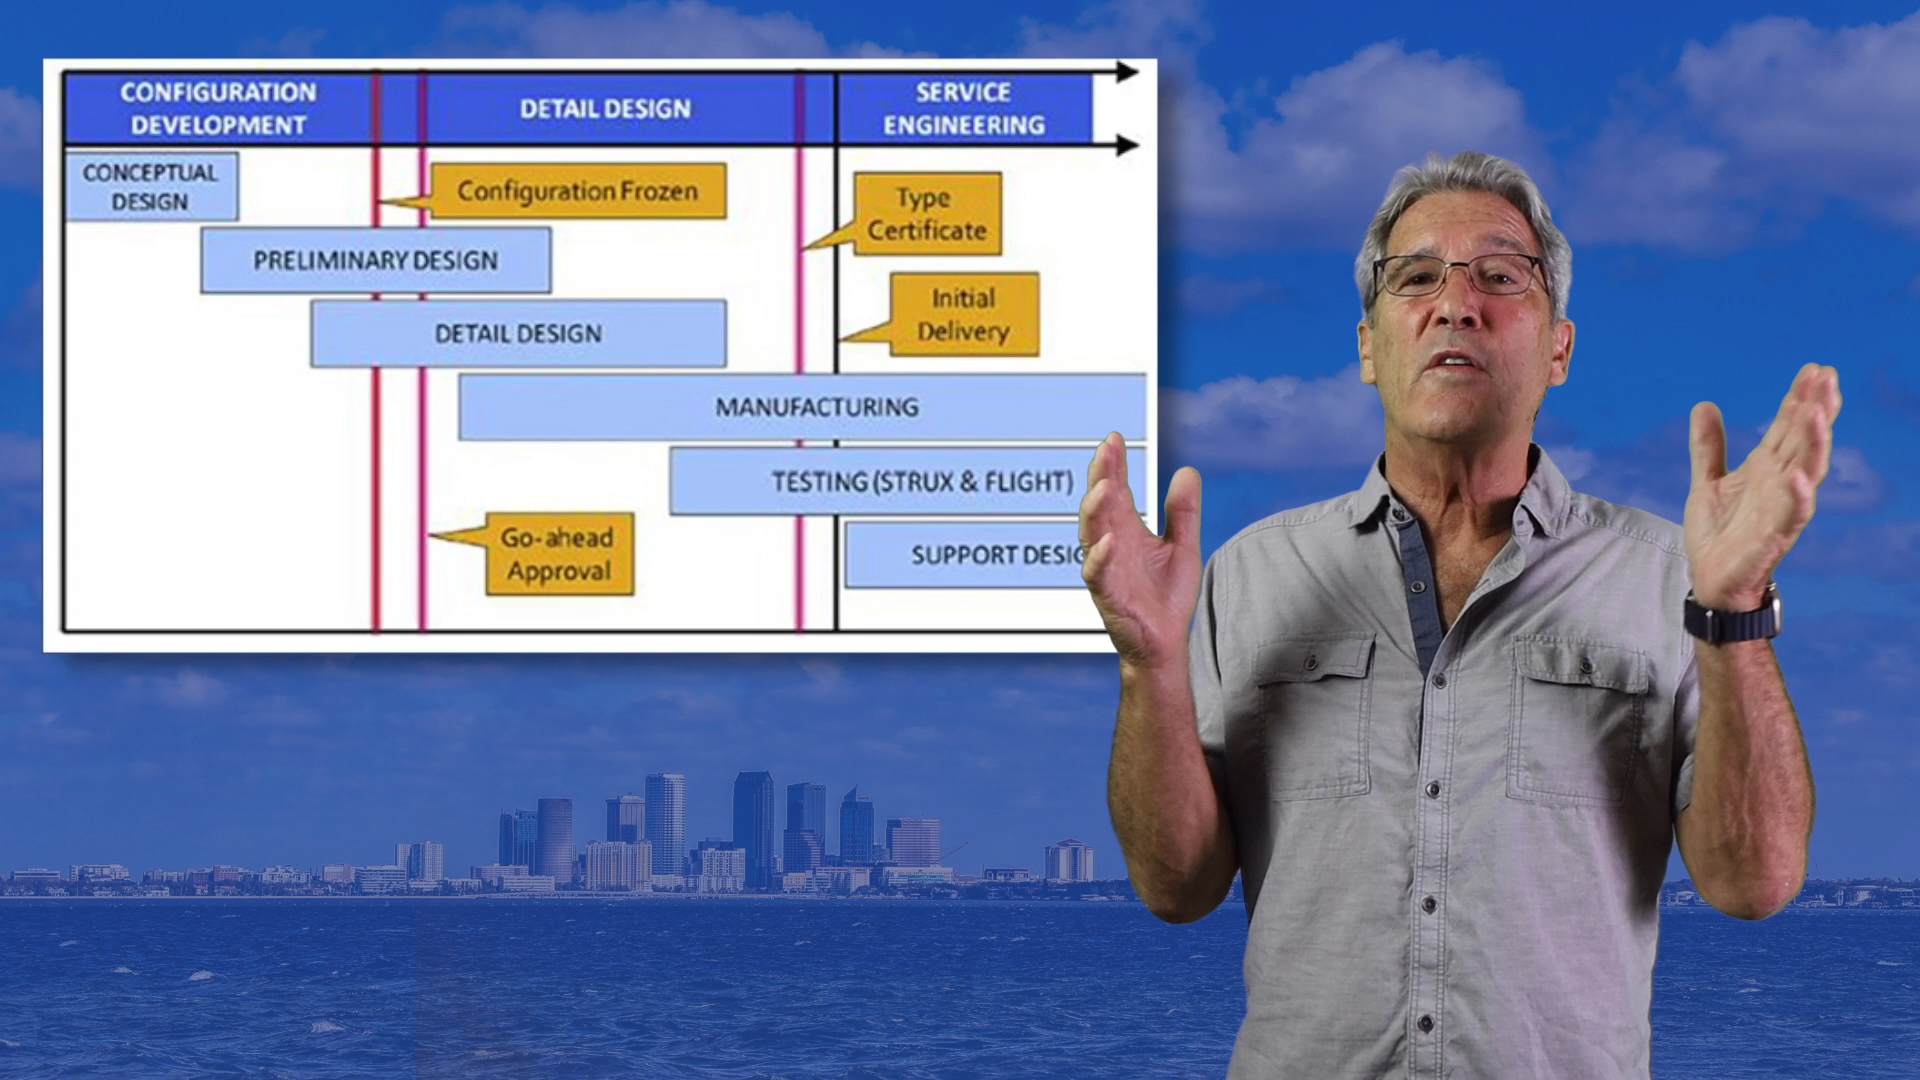 CONFIGURATION
DEVELOPMENT
DETAIL DESIGN
SERVICE
ENGINEERING
CONCEPTUAL
DESIGN
Configuration Frozen
Type
Certificate
PRELIMINARY DESIGN
Initial
Delivery
DETAIL DESIGN
MANUFACTURING
TESTING (STRUX & FLIGHT)
Go-ahead
Approval
SUPPORT